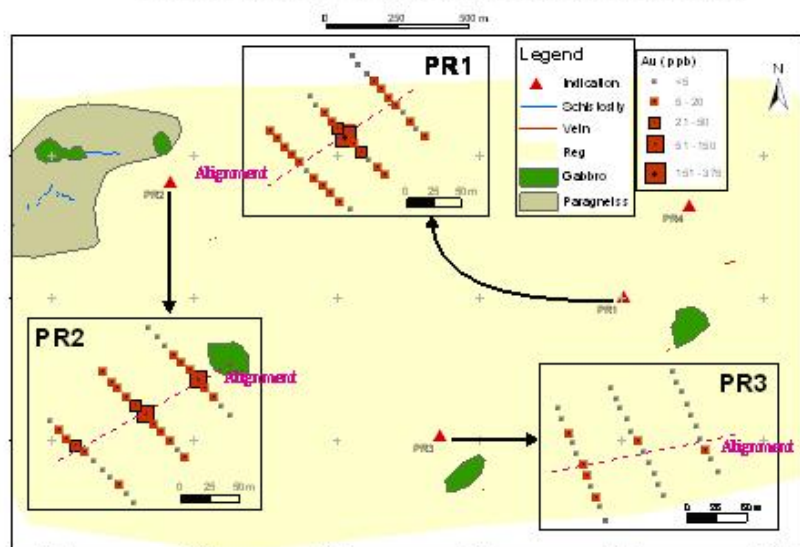 0 250 500 m
PR1
Alignment
0 25 50m
Legend
Indication
Schistosity
Vein
Reg
Gabbro
Paragneiss
Au (ppb)
<5
5 - 20
21 - 50
51 - 150
151 - 375
N
PR2
PR4
PR1
PR2
Alignment
0 25 50m
PR3
PR3
Alignment
0 25 50m